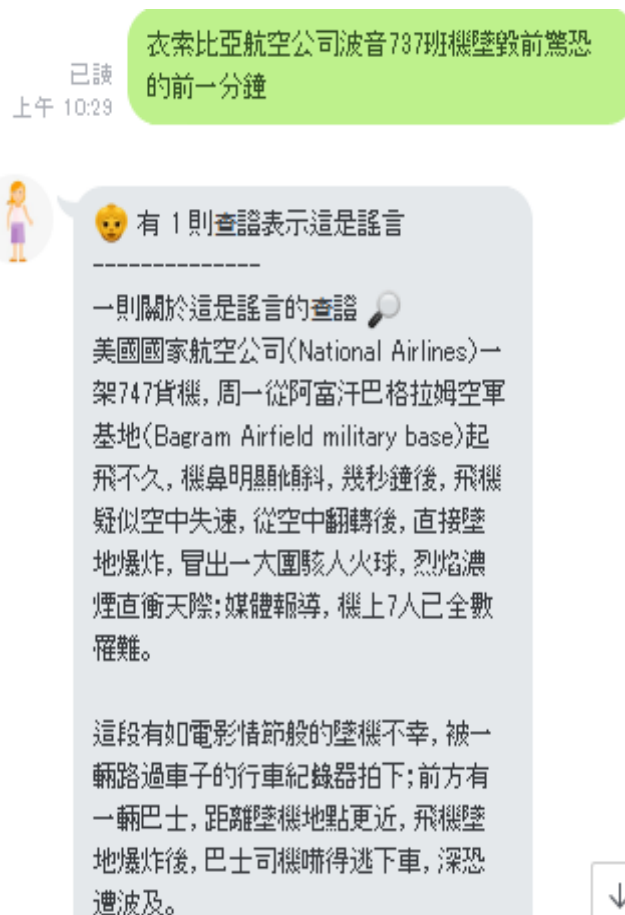 衣索比亞航空公司波音737班機墜毀前驚恐
的前一分鐘
已讀
上午 10:29
有 1 則查證表示這是謠言
--------------
一則關於這是謠言的查證
美國國家航空公司(National Airlines)一
架747貨機,周一從阿富汗巴格拉姆空軍
基地(Bagram Airfield military base)起
飛不久,機鼻明顯傾斜,幾秒鐘後,飛機
疑似空中失速,從空中翻轉後,直接墜
地爆炸,冒出一大團駭人火球,烈焰濃
煙直衝天際;媒體報導,機上7人已全數
罹難。
這段有如電影情節般的墜機不幸,被一
輛路過車子的行車紀錄器拍下;前方有
一輛巴士,距離墜機地點更近,飛機墜
地爆炸後,巴士司機嚇得逃下車,深恐
遭波及。